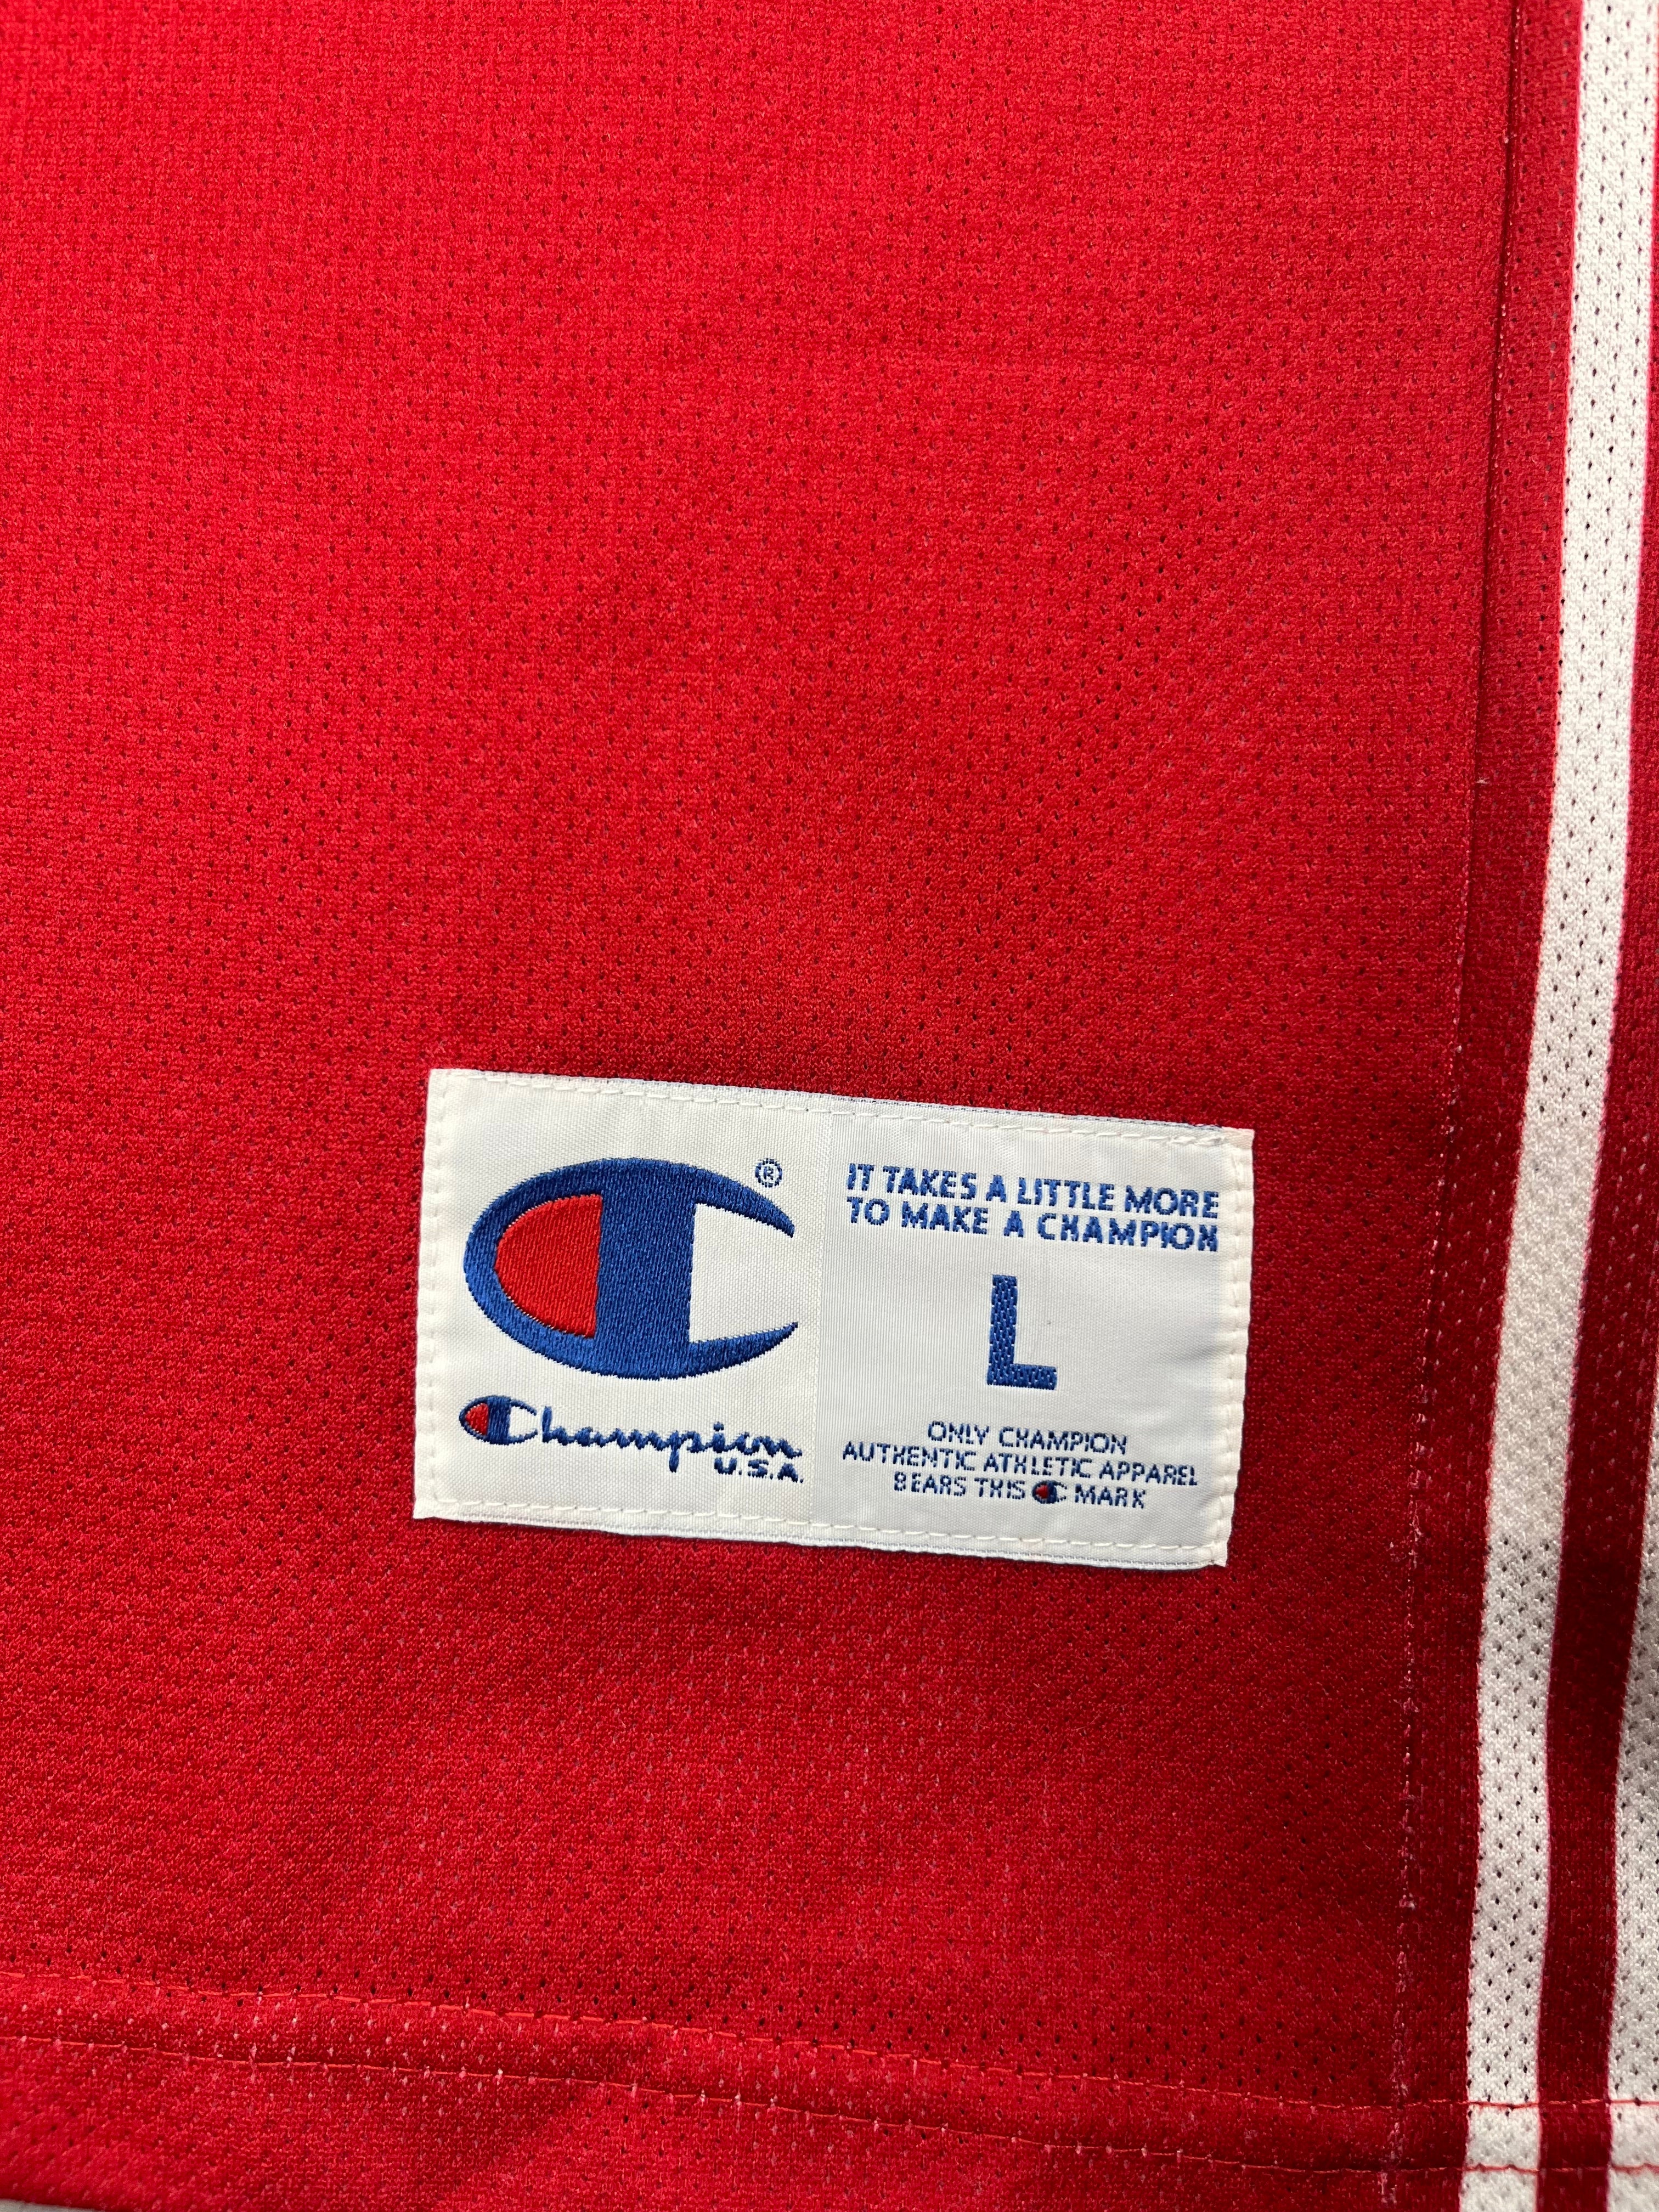 ®
Champion
U.S.A.
IT TAKES A LITTLE MORE
TO MAKE A CHAMPION
L
ONLY CHAMPION
AUTHENTIC ATHLETIC APPAREL
BEARS THIS C MARK